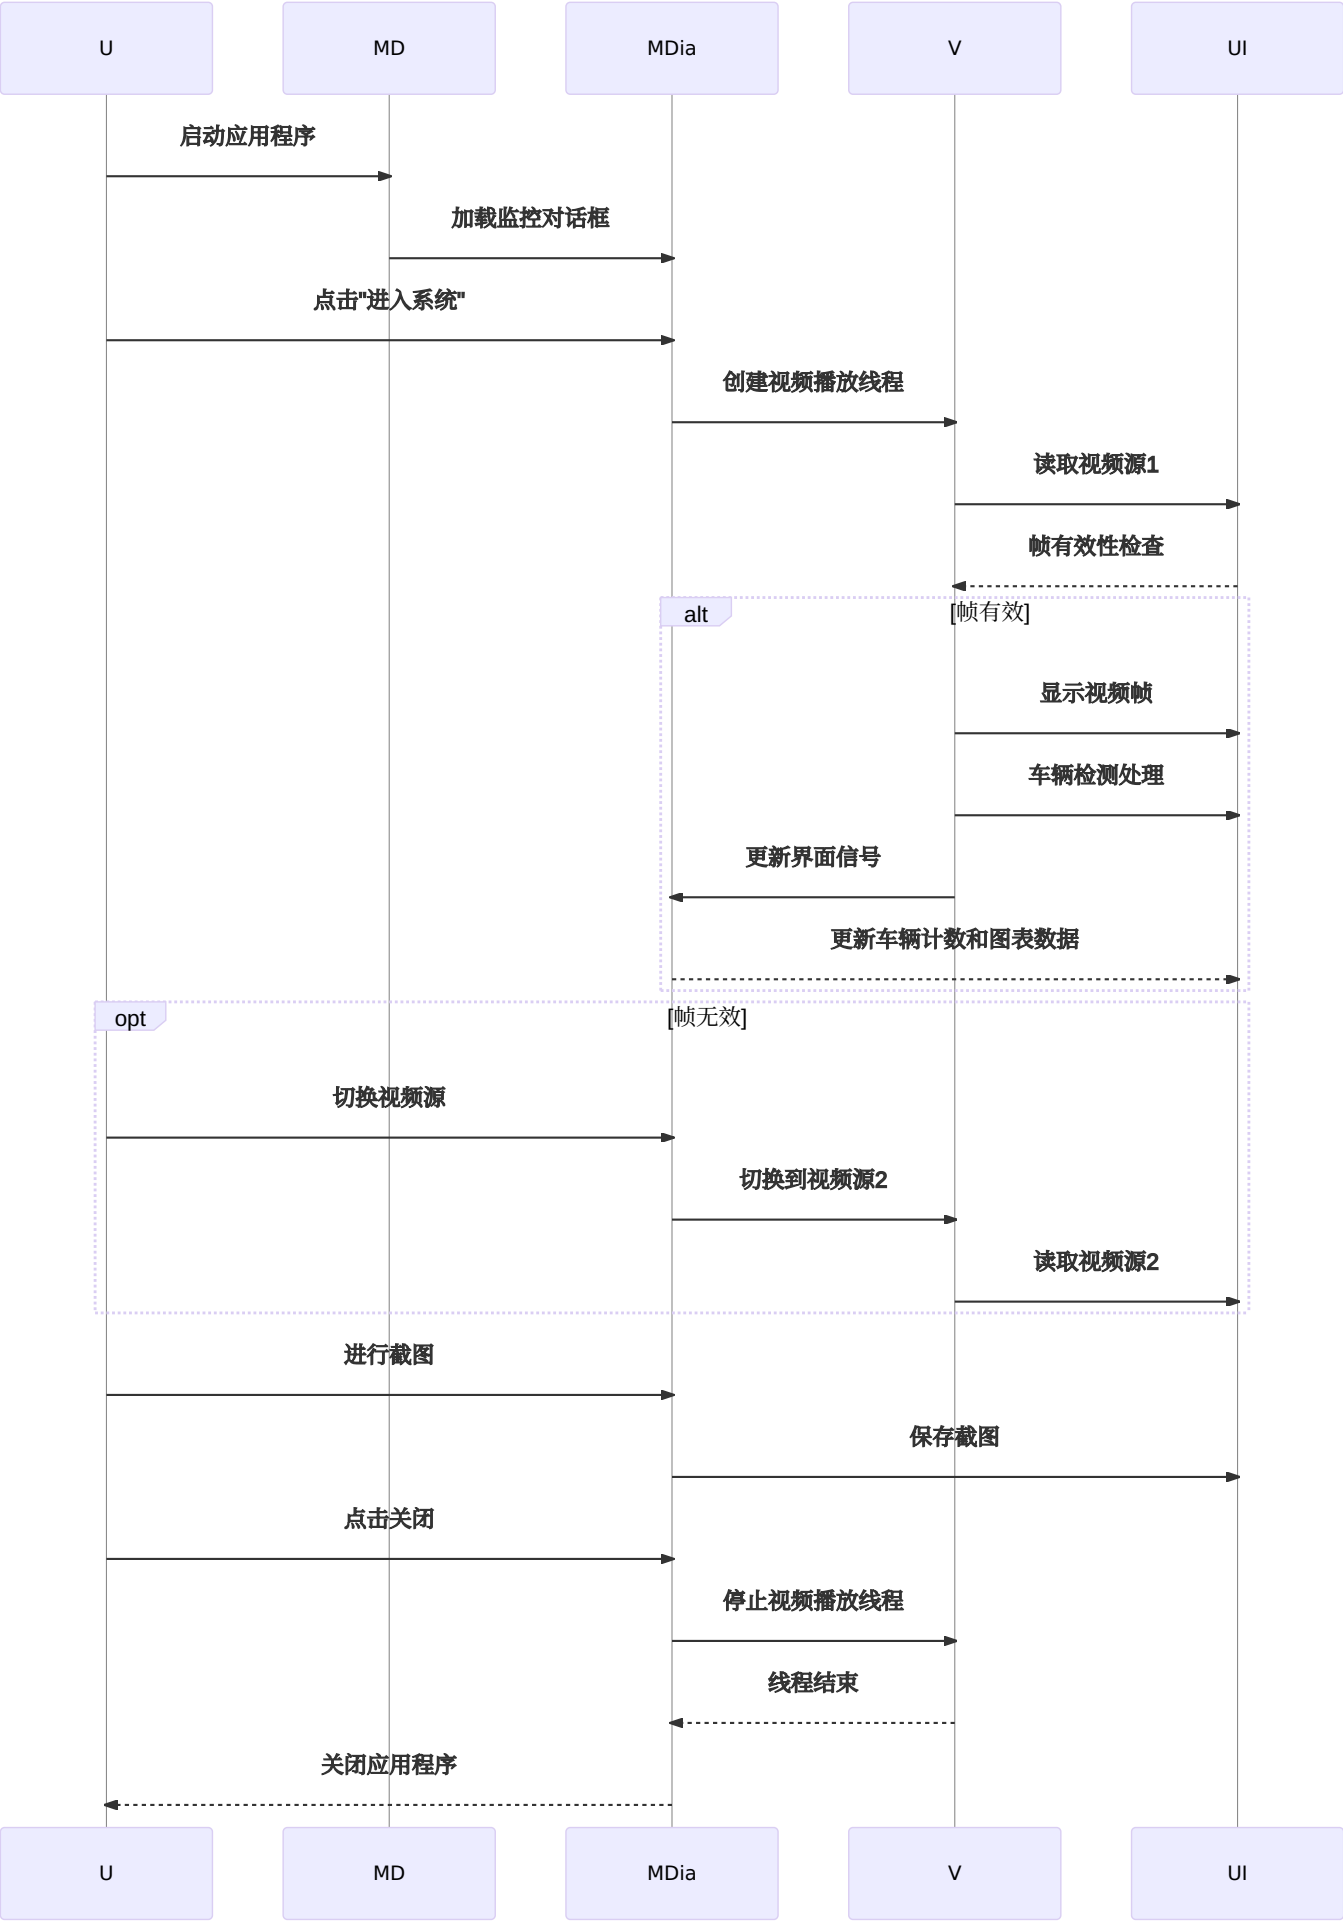 U MD MDia V UI
启动应用程序
加载监控对话框
点击"进入系统"
创建视频播放线程
读取视频源1
帧有效性检查
alt [帧有效]
显示视频帧
车辆检测处理
更新界面信号
更新车辆计数和图表数据
opt [帧无效]
切换视频源
切换到视频源2
读取视频源2
进行截图
保存截图
点击关闭
停止视频播放线程
线程结束
关闭应用程序
U MD MDia V UI